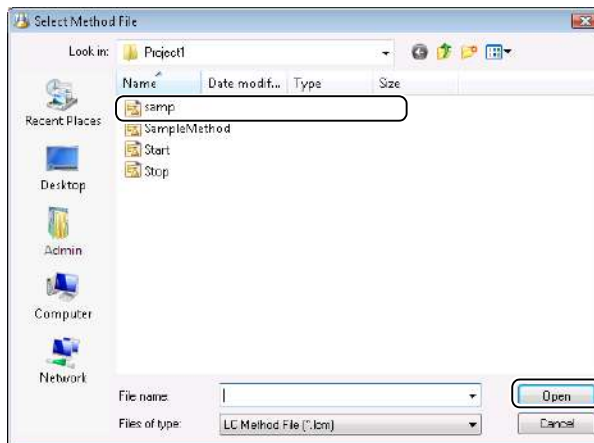 Select Method File
Look in: Project1
Name Date modif... Type Size
samp
SampleMethod
Start
Stop
Recent Places
Desktop
Admin
Computer
Network
File name:
Open
Files of type: LC Method File (*.lcm)
Cancel